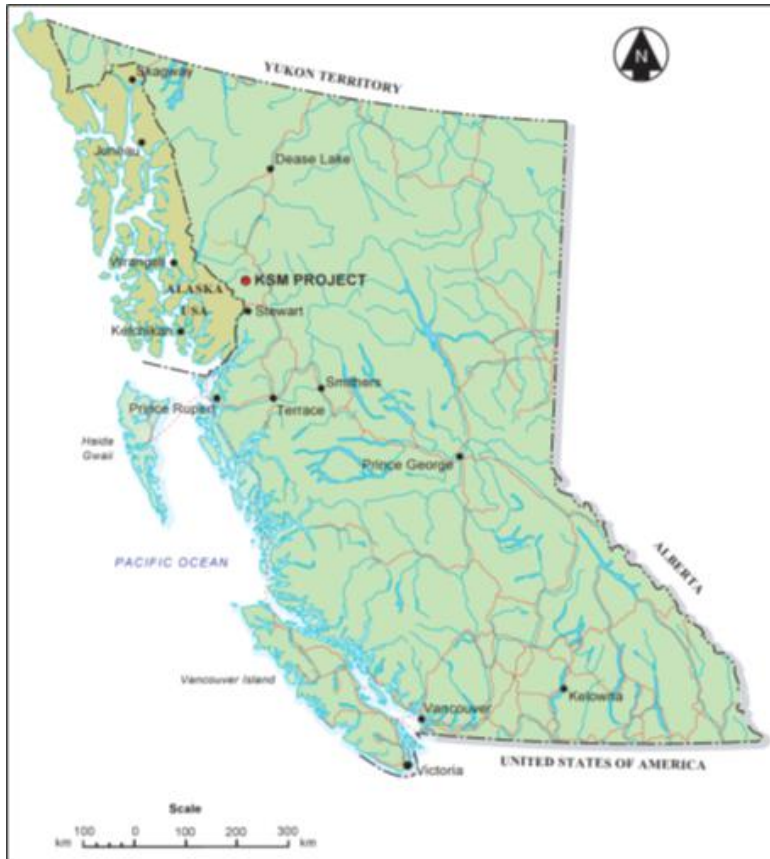 N
YUKON TERRITORY
Skagway
Juneau
Dease Lake
Wrangell
KSM PROJECT
ALASKA
USA
Stewart
Ketchikan
Smithers
Prince Rupert
Terrace
Haida
Gwaii
Prince George
PACIFIC OCEAN
ALBERTA
Vancouver Island
Kelowna
Vancouver
UNITED STATES OF AMERICA
Victoria
Scale
100 0 100 200 300
km km